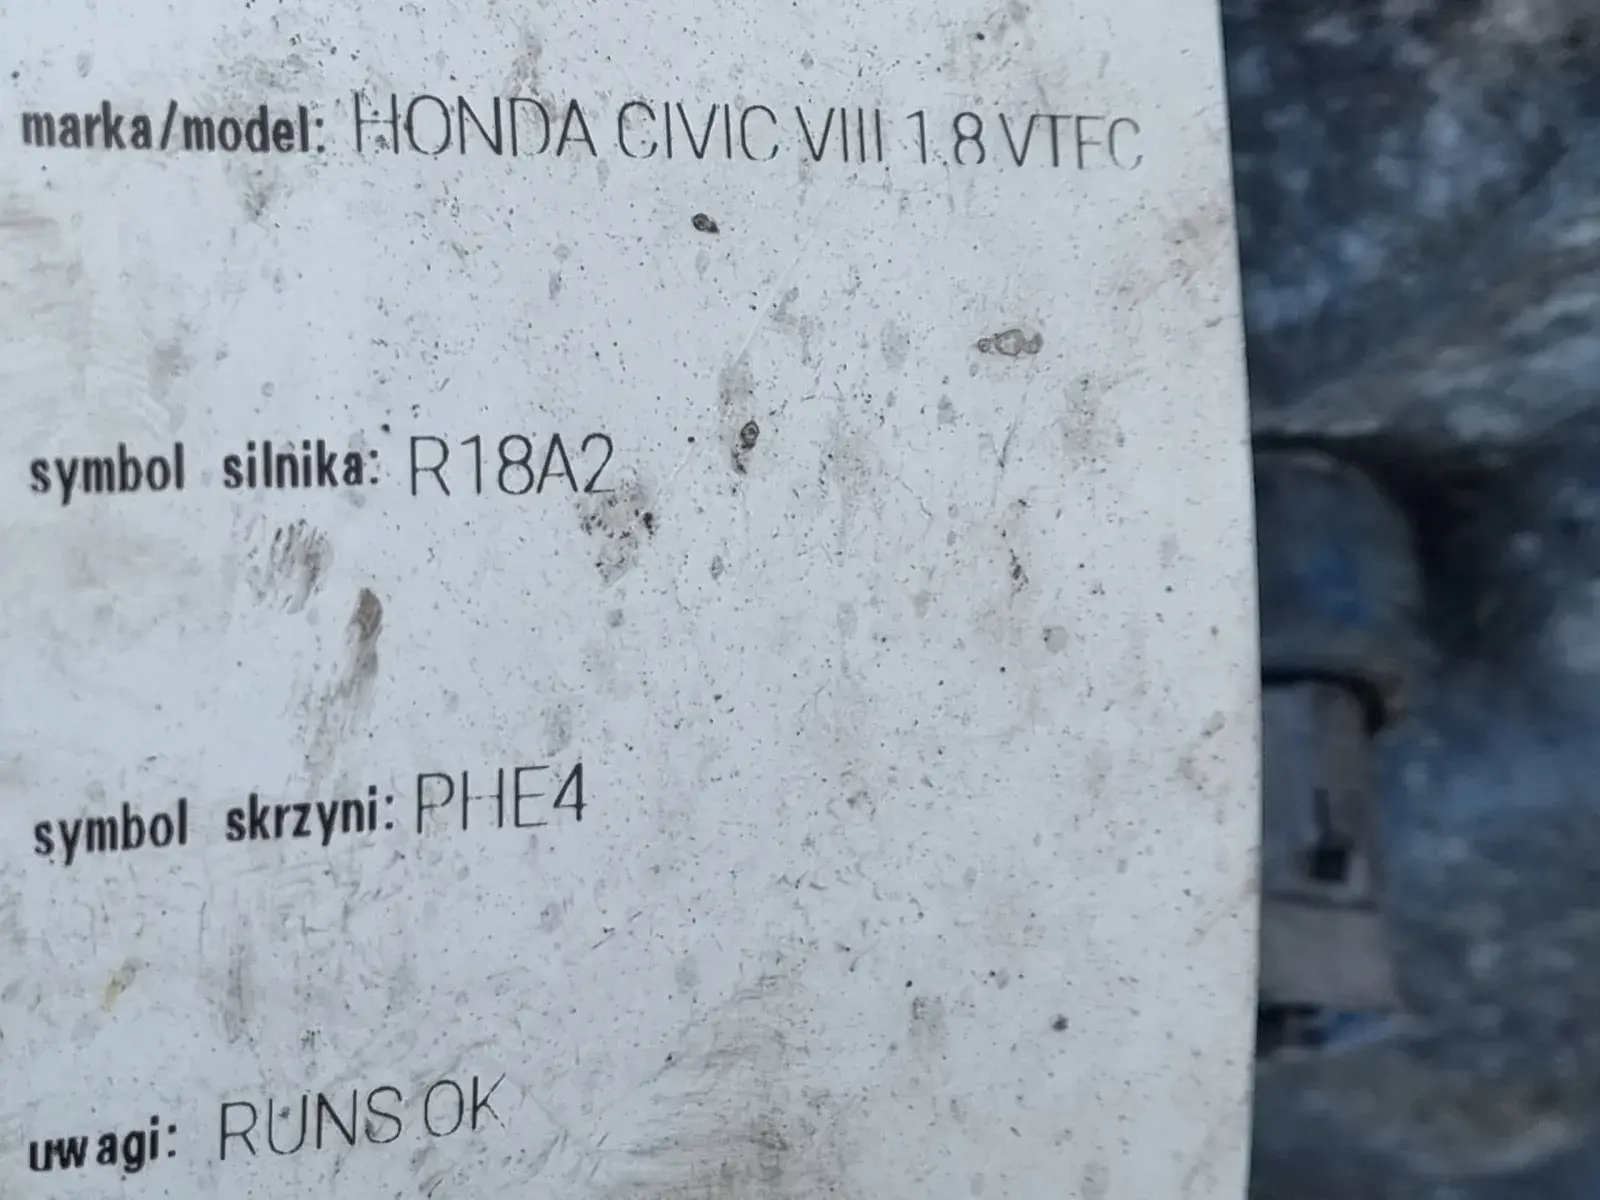 marka/model: HONDA CIVIC VIII 1.8 VTEC
symbol silnika: R18A2
symbol skrzyni: PHE4
uwagi: RUNS OK